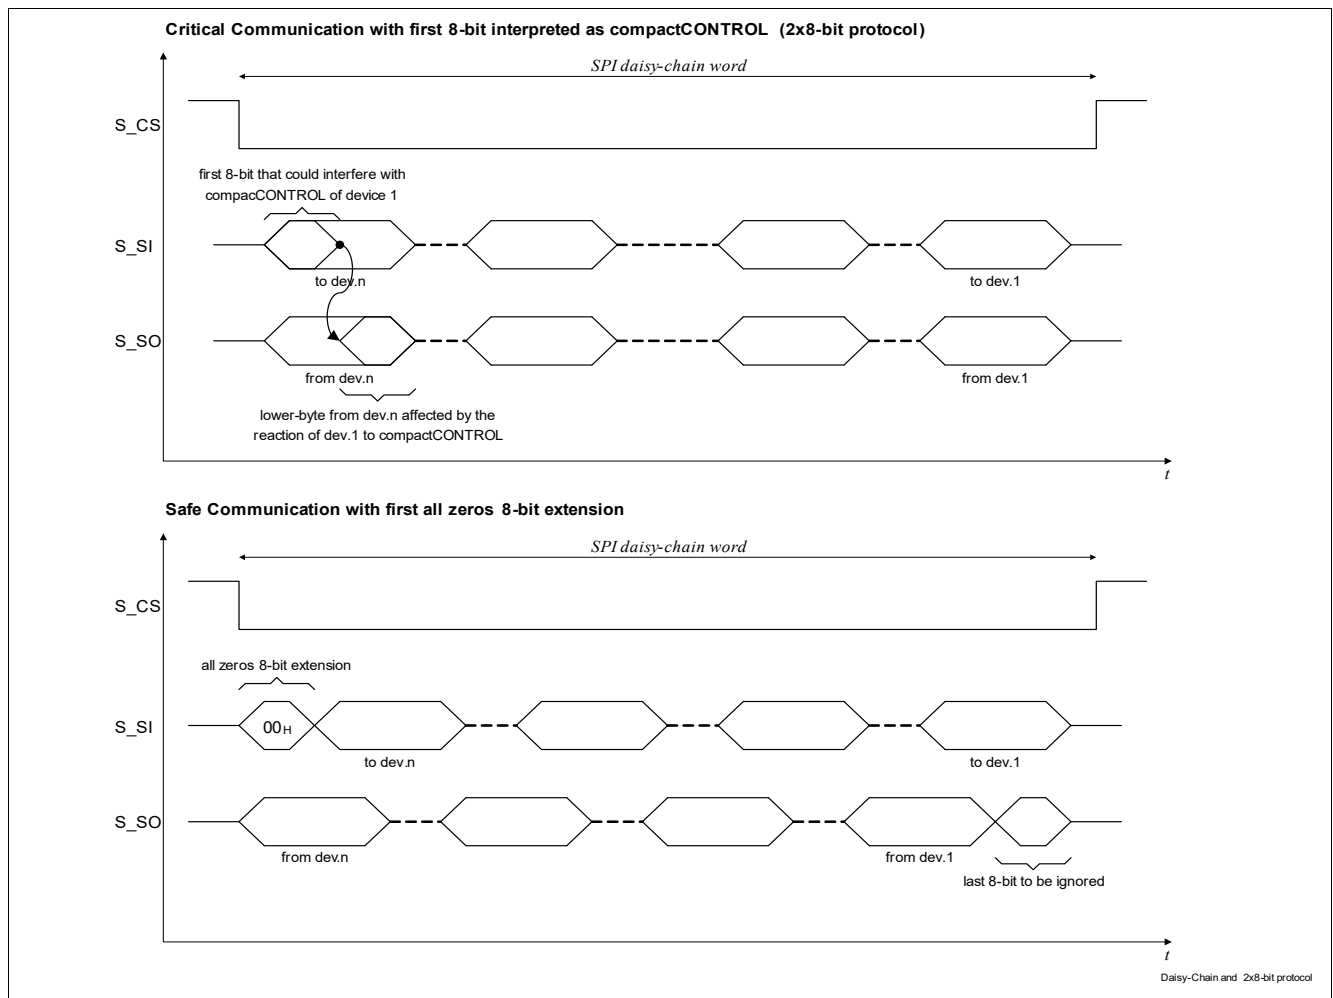 Critical Communication with first 8-bit interpreted as compactCONTROL (2x8-bit protocol)
SPI daisy-chain word
S_CS
first 8-bit that could interfere with
compacCONTROL of device 1
S_SI
to dev.n
to dev.1
S_SO
from dev.n
from dev.1
lower-byte from dev.n affected by the
reaction of dev.1 to compactCONTROL
t
Safe Communication with first all zeros 8-bit extension
SPI daisy-chain word
S_CS
all zeros 8-bit extension
S_SI
00H
to dev.n
to dev.1
S_SO
from dev.n
from dev.1
last 8-bit to be ignored
t
Daisy-Chain and 2x8-bit protocol